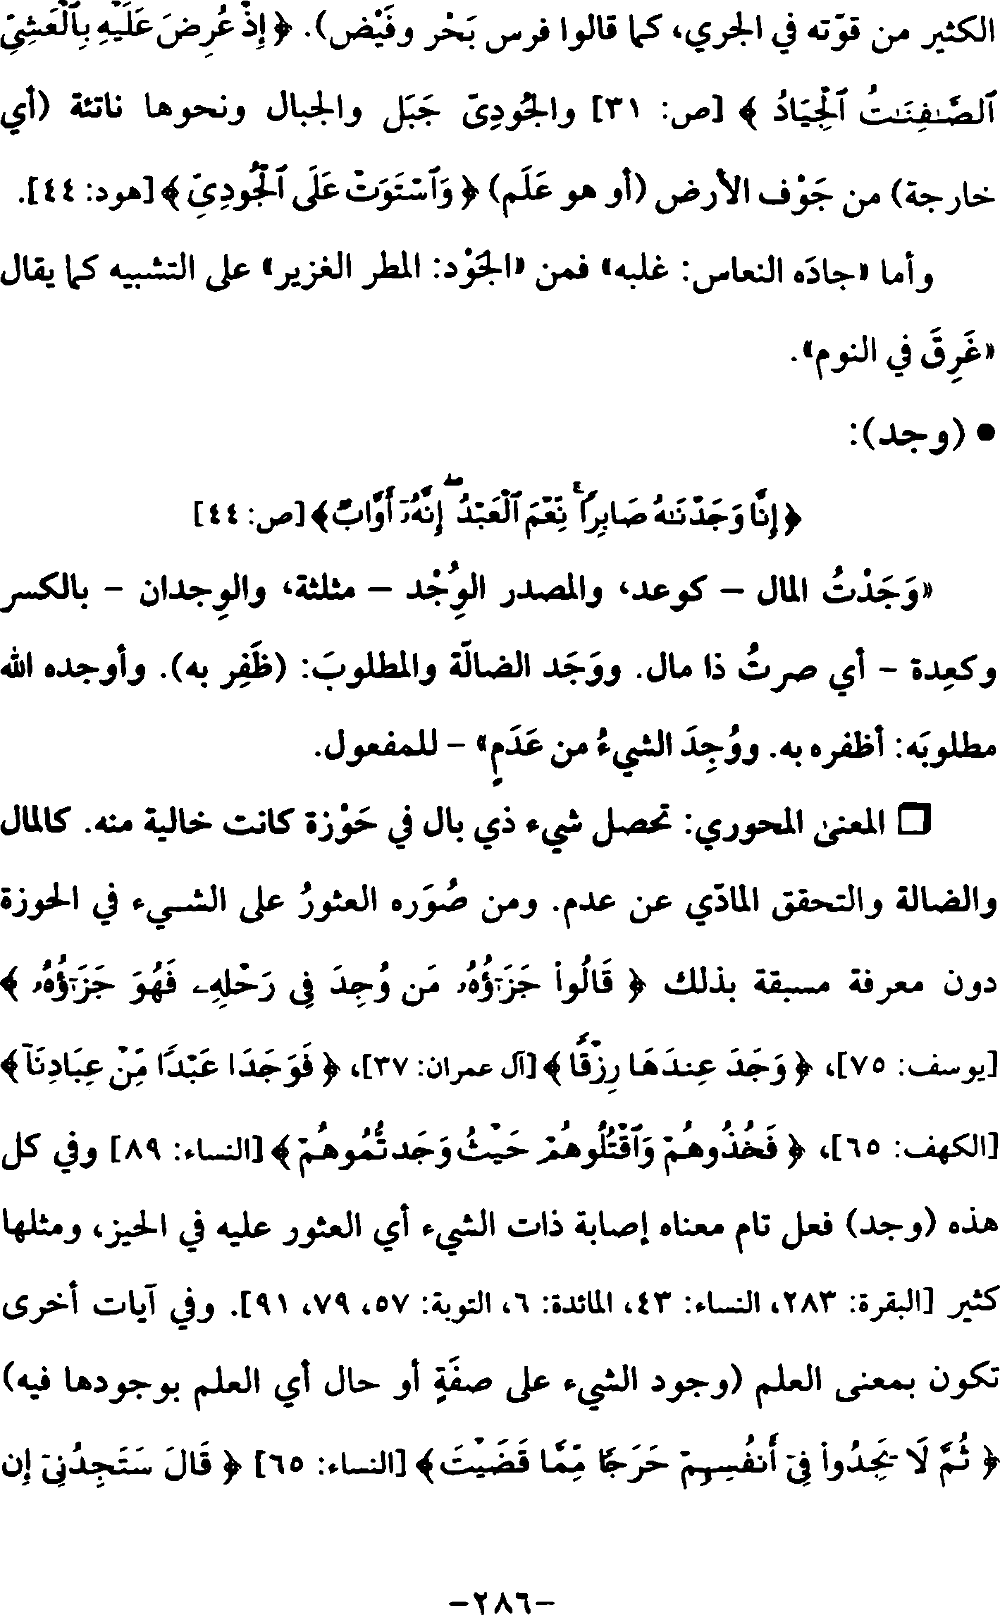 الكثير من قوّته في الجري، كما قالوا فرس بَحْر وفَيْض). ﴿ إِذْ عُرِضَ عَلَيْهِ بِٱلْعَشِىِّ
ٱلصَّـٰفِنَـٰتُ ٱلْجِيَادُ ﴾ [ص: ٣١] والجُودِىّ جَبَل والجبال ونحوها ناتئة (أي
خارجة) من جَوْف الأرض (أو هو عَلَم) ﴿ وَٱسْتَوَتْ عَلَى ٱلْجُودِىِّ ﴾ [هود: ٤٤].
وأما «جادَه النعاس: غلبه» فمن «الجَوْد: المطر الغزير» على التشبيه كما يقال
«غَرِقَ في النوم».
● (وجد):
﴿إِنَّا وَجَدْنَـٰهُ صَابِرًا ۚ نِّعْمَ ٱلْعَبْدُ ۖ إِنَّهُۥٓ أَوَّابٌ﴾ [ص: ٤٤]
«وَجَدْتُ المال – كوعد، والمصدر الوُِجْد – مثلثة، والوِجدان – بالكسر
وكعِدة – أي صرتُ ذا مال. ووَجَد الضالّة والمطلوبَ: (ظَفِر به). وأوجده الله
مطلوبَه: أظفره به. ووُجِدَ الشيءُ من عَدَمٍ» – للمفعول.
❑ المعنىٰ المحوري: تحصل شيء ذي بال في حَوْزة كانت خالية منه. كالمال
والضالة والتحقق المادّي عن عدم. ومن صُوَره العثورُ على الشيء في الحوزة
دون معرفة مسبقة بذلك ﴿ قَالُوا۟ جَزَٰٓؤُهُۥ مَن وُجِدَ فِى رَحْلِهِۦ فَهُوَ جَزَٰٓؤُهُۥ ﴾
[يوسف: ٧٥]، ﴿ وَجَدَ عِندَهَا رِزْقًا ﴾ [آل عمران: ٣٧]، ﴿ فَوَجَدَا عَبْدًا مِّنْ عِبَادِنَآ ﴾
[الكهف: ٦٥]، ﴿ فَخُذُوهُمْ وَٱقْتُلُوهُمْ حَيْثُ وَجَدتُّمُوهُمْ ﴾ [النساء: ٨٩] وفي كل
هذه (وجد) فعل تام معناه إصابة ذات الشيء أي العثور عليه في الحيز، ومثلها
كثير [البقرة: ٢٨٣، النساء: ٤٣، المائدة: ٦، التوبة: ٥٧، ٧٩، ٩١]. وفي آيات أخرى
تكون بمعنى العلم (وجود الشيء على صفَةٍ أو حال أي العلم بوجودها فيه)
﴿ ثُمَّ لَا يَجِدُوا۟ فِىٓ أَنفُسِهِمْ حَرَجًا مِّمَّا قَضَيْتَ ﴾ [النساء: ٦٥] ﴿ قَالَ سَتَجِدُنِىٓ إِن
-٢٨٦-